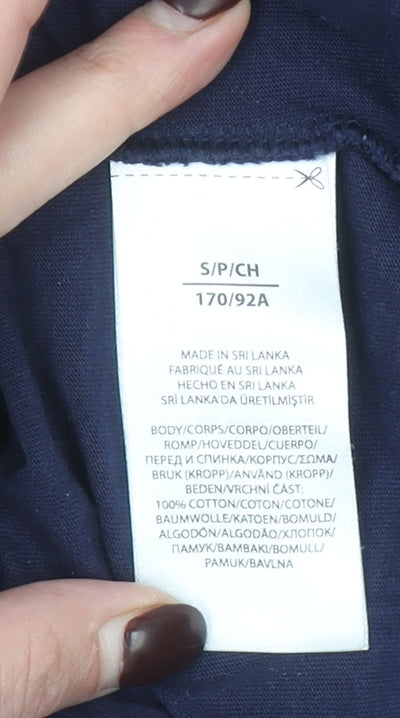 S/P/CH
170/92A
MADE IN SRI LANKA
FABRIQUÉ AU SRI LANKA
HECHO EN SRI LANKA
SRİ LANKA'DA ÜRETİLMİŞTİR
BODY/CORPS/CORPO/OBERTEIL/
ROMP/HOVEDDEL/CUERPO/
ПЕРЕД И СПИНКА/КОРПУС/ΣΩΜΑ/
BRUK (KROPP)/ANVÄND (KROPP)/
BEDEN/VRCHNÍ ČÁST:
100% COTTON/COTON/COTONE/
BAUMWOLLE/KATOEN/BOMULD/
ALGODÓN/ALGODÃO/ХЛОПОК/
ПАМУК/ΒΑΜΒΑΚΙ/BOMULL/
PAMUK/BAVLNA